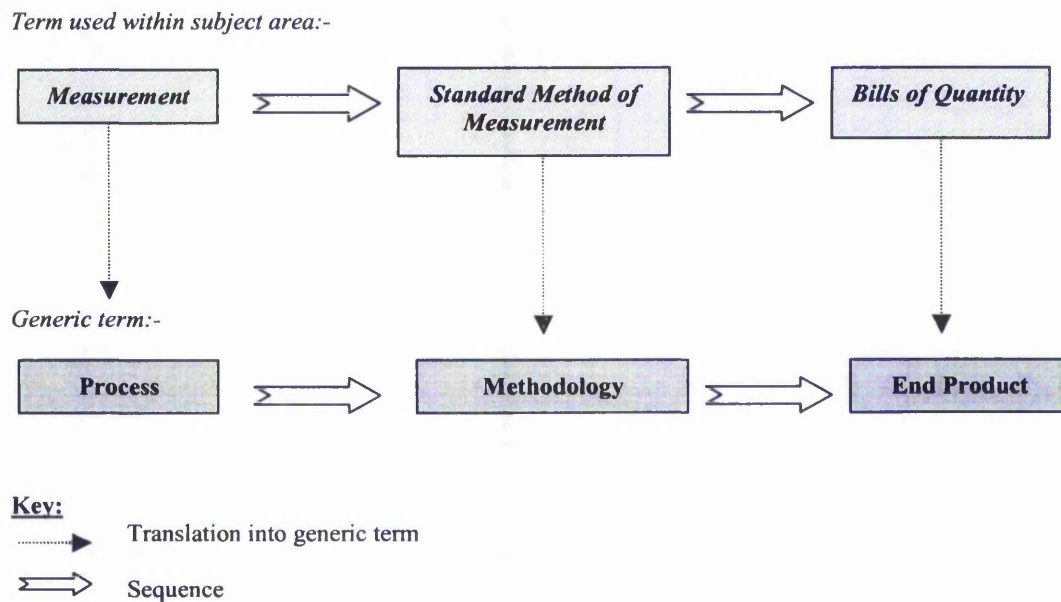 Term used within subject area:-
Measurement
Standard Method of
Measurement
Bills of Quantity
Generic term:-
Process
Methodology
End Product
Key:
Translation into generic term
Sequence